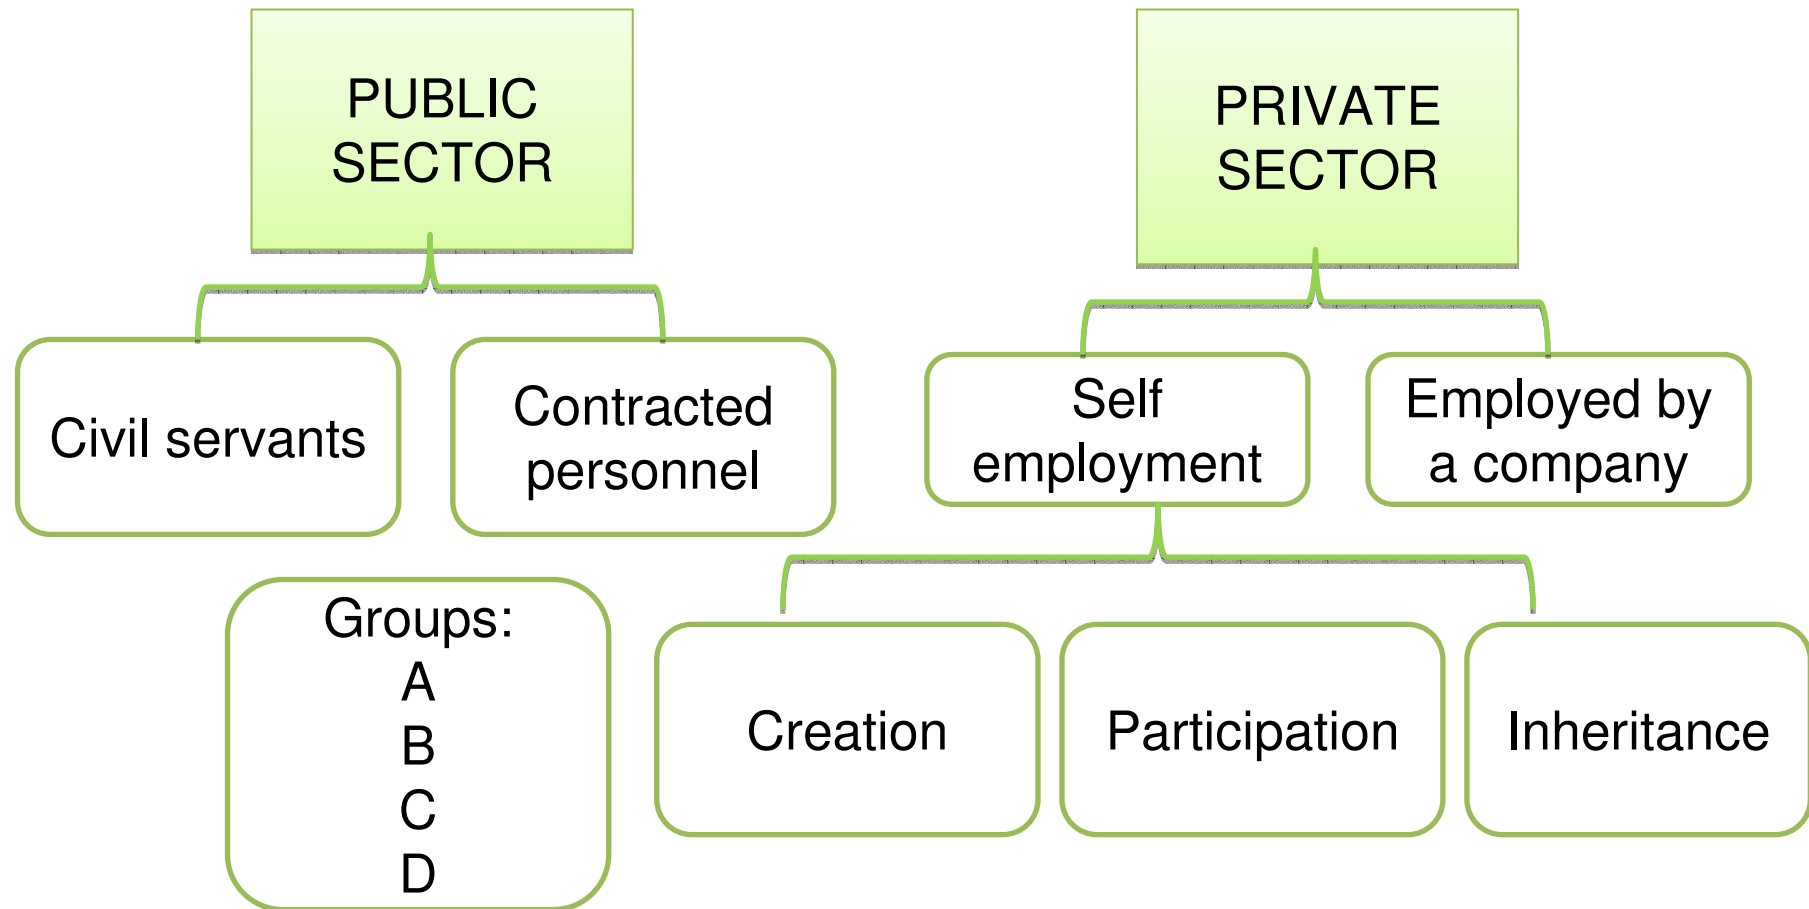 PUBLIC
SECTOR
PRIVATE
SECTOR
Civil servants
Contracted
personnel
Self
employment
Employed by
a company
Groups:
A
B
C
D
Creation
Participation
Inheritance